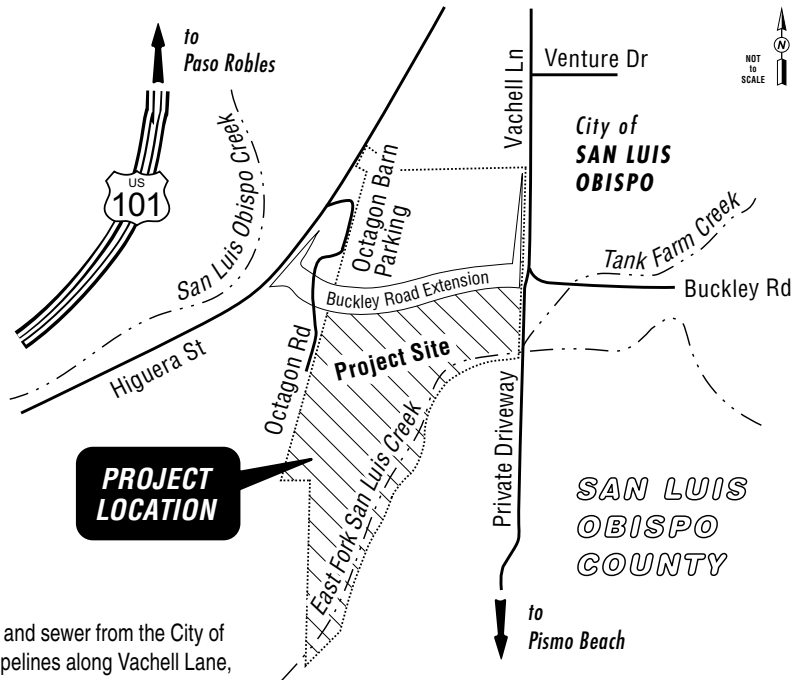 to
Paso Robles
Vachell Ln
Venture Dr
N
NOT
to
SCALE
US
101
San Luis Obispo Creek
City of
SAN LUIS
OBISPO
Octagon Barn
Parking
Tank Farm Creek
Buckley Road Extension
Buckley Rd
Higuera St
Octagon Rd
Project Site
PROJECT
LOCATION
East Fork San Luis Creek
Private Driveway
SAN LUIS
OBISPO
COUNTY
to
Pismo Beach
and sewer from the City of
pelines along Vachell Lane,